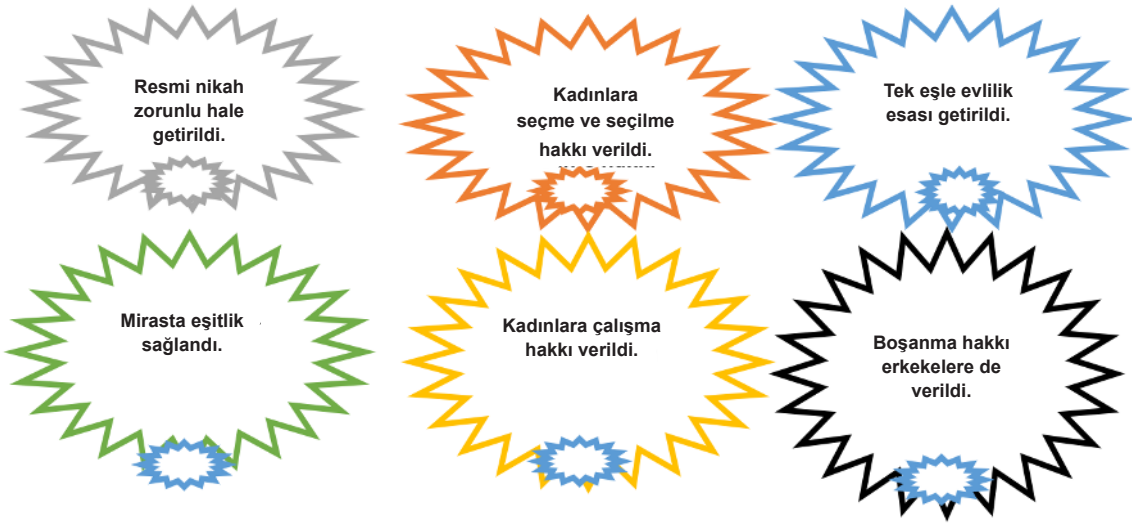 Resmi nikah
zorunlu hale
getirildi.
Kadınlara
seçme ve seçilme
hakkı verildi.
Tek eşle evlilik
esası getirildi.
Mirasta eşitlik
sağlandı.
Kadınlara çalışma
hakkı verildi.
Boşanma hakkı
erkekelere de
verildi.